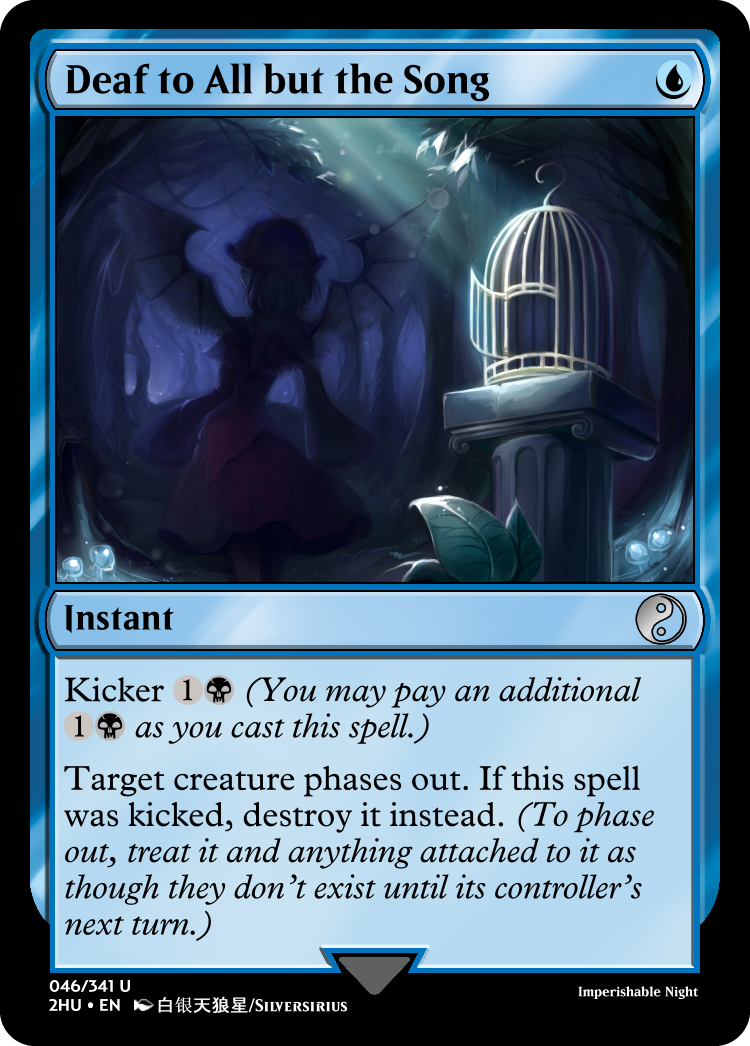 Deaf to All but the Song
Instant
Kicker 1 (You may pay an additional
1 as you cast this spell.)
Target creature phases out. If this spell
was kicked, destroy it instead. (To phase
out, treat it and anything attached to it as
though they don't exist until its controller's
next turn.)
046/341 U
2HU • EN 白银天狼星/Silversirius
Imperishable Night